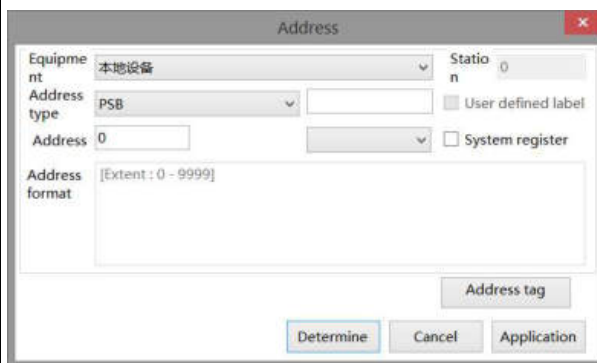 Address
Equipme
nt
本地设备
Statio
n
0
Address
type
PSB
User defined label
Address
0
System register
Address
format
[Extent : 0 - 9999]
Address tag
Determine
Cancel
Application